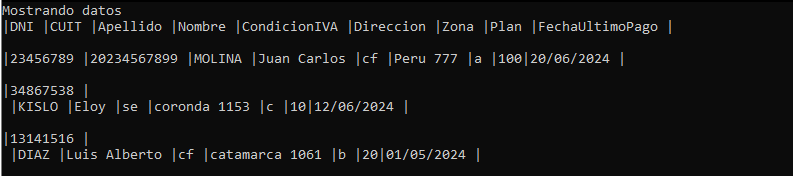 Mostrando datos
|DNI |CUIT |Apellido |Nombre |CondicionIVA |Direccion |Zona |Plan |FechaUltimoPago |
|23456789 |20234567899 |MOLINA |Juan Carlos |cf |Peru 777 |a |100|20/06/2024 |
|34867538 |
|KISLO |Eloy |se |coronda 1153 |c |10|12/06/2024 |
|13141516 |
|DIAZ |Luis Alberto |cf |catamarca 1061 |b |20|01/05/2024 |